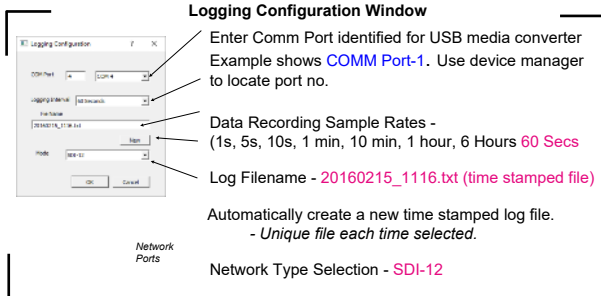 Logging Configuration Window
Logging Configuration ? ×
COM Port 4 COM 4
Logging Interval 60 Seconds
File Name
20160215_1116.txt
New
Mode SDI-12
OK Cancel
Enter Comm Port identified for USB media converter
Example shows COMM Port-1. Use device manager
to locate port no.
Data Recording Sample Rates -
(1s, 5s, 10s, 1 min, 10 min, 1 hour, 6 Hours 60 Secs
Log Filename - 20160215_1116.txt (time stamped file)
Automatically create a new time stamped log file.
- Unique file each time selected.
Network
Ports
Network Type Selection - SDI-12